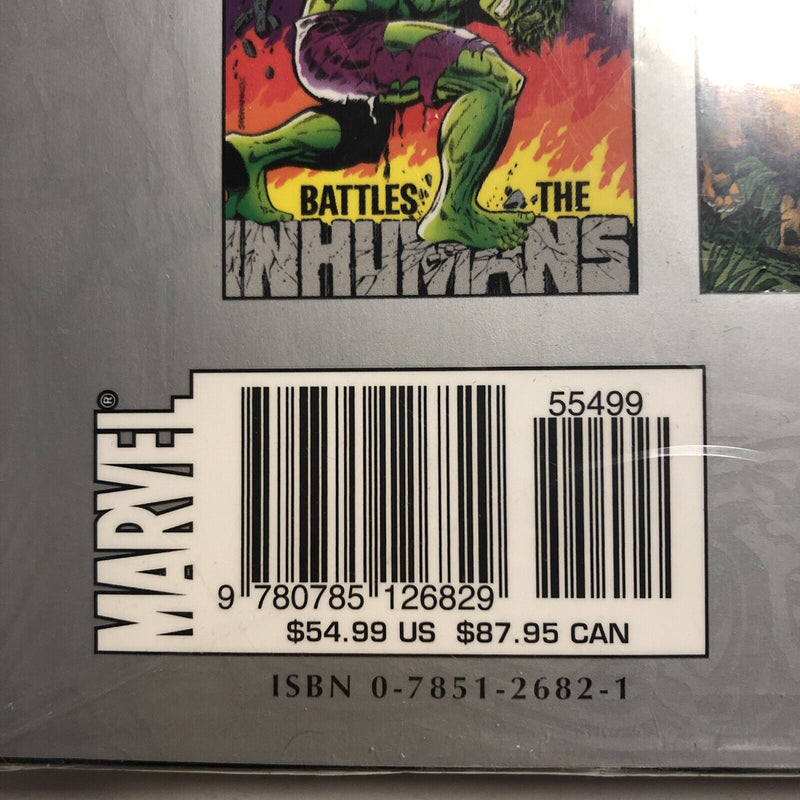 BATTLES THE
INHUMANS
MARVEL®
55499
9 780785 126829
$54.99 US $87.95 CAN
ISBN 0-7851-2682-1